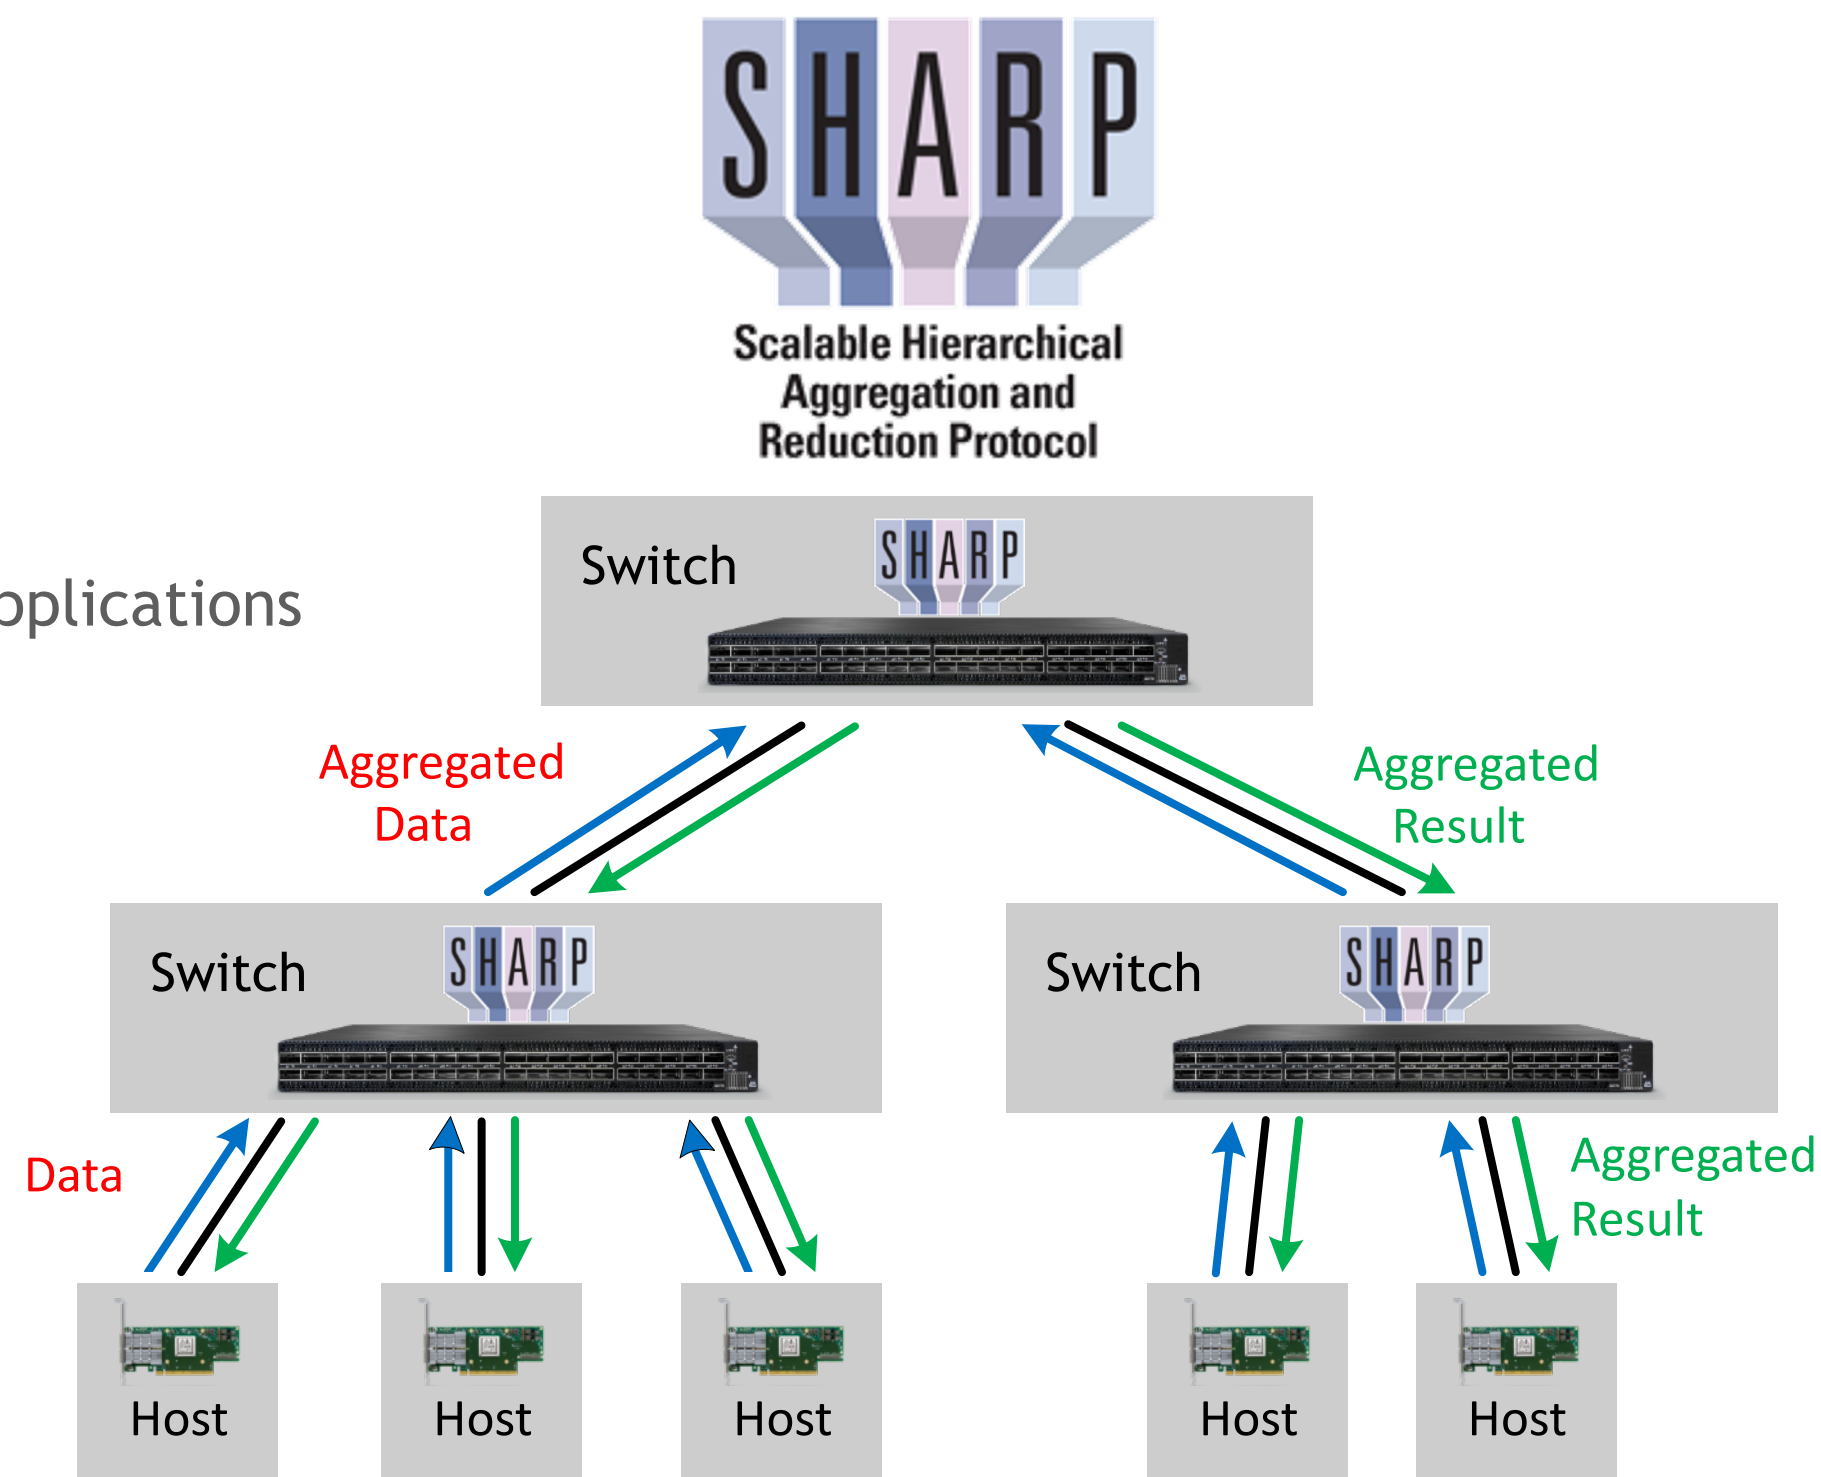 SHARP
Scalable Hierarchical
Aggregation and
Reduction Protocol
Switch
SHARP
pplications
Aggregated
Data
Aggregated
Result
Switch
SHARP
Switch
SHARP
Data
Aggregated
Result
Host
Host
Host
Host
Host